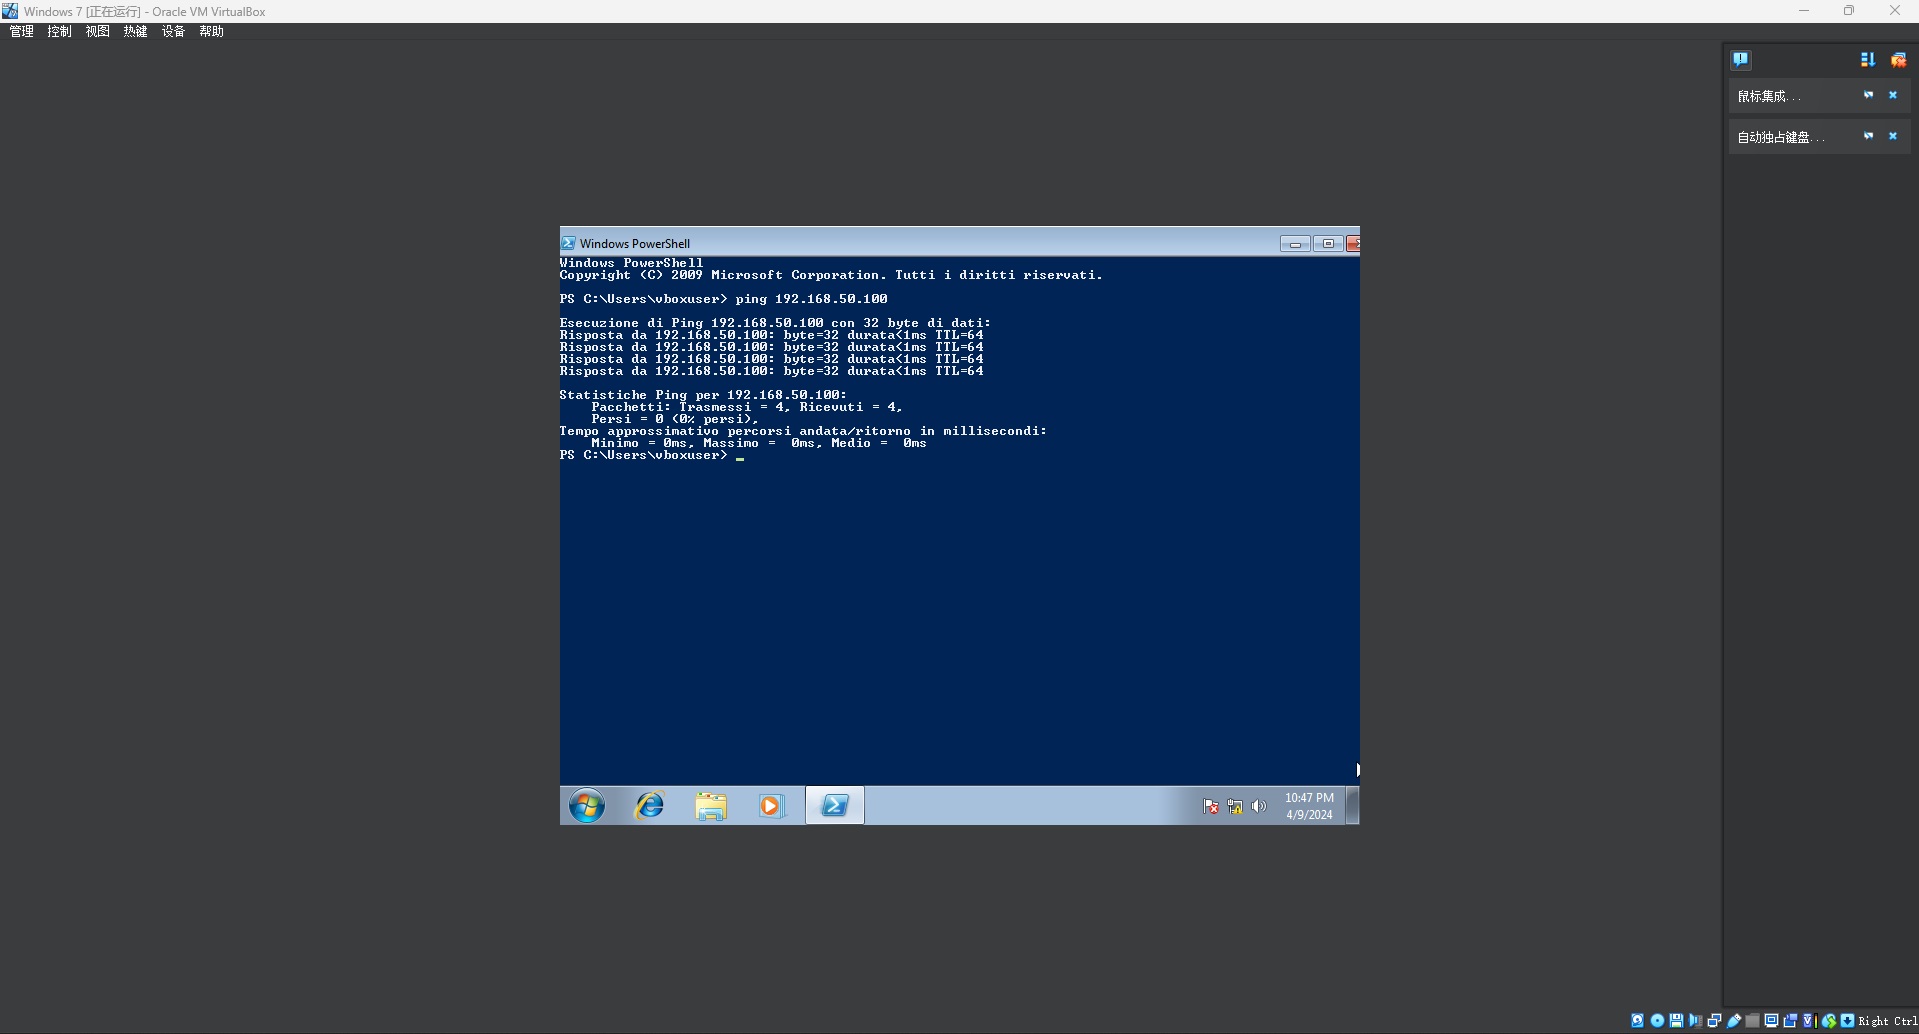 Windows 7 [正在运行] - Oracle VM VirtualBox
管理 控制 视图 热键 设备 帮助
鼠标集成...
自动独占键盘...
Windows PowerShell
Windows PowerShell
Copyright (C) 2009 Microsoft Corporation. Tutti i diritti riservati.
PS C:\Users\vboxuser> ping 192.168.50.100
Esecuzione di Ping 192.168.50.100 con 32 byte di dati:
Risposta da 192.168.50.100: byte=32 durata<1ms TTL=64
Risposta da 192.168.50.100: byte=32 durata<1ms TTL=64
Risposta da 192.168.50.100: byte=32 durata<1ms TTL=64
Risposta da 192.168.50.100: byte=32 durata<1ms TTL=64
Statistiche Ping per 192.168.50.100:
Pacchetti: Trasmessi = 4, Ricevuti = 4,
Persi = 0 (0% persi),
Tempo approssimativo percorsi andata/ritorno in millisecondi:
Minimo = 0ms, Massimo =  0ms, Medio =  0ms
PS C:\Users\vboxuser> _
10:47 PM
4/9/2024
Right Ctrl